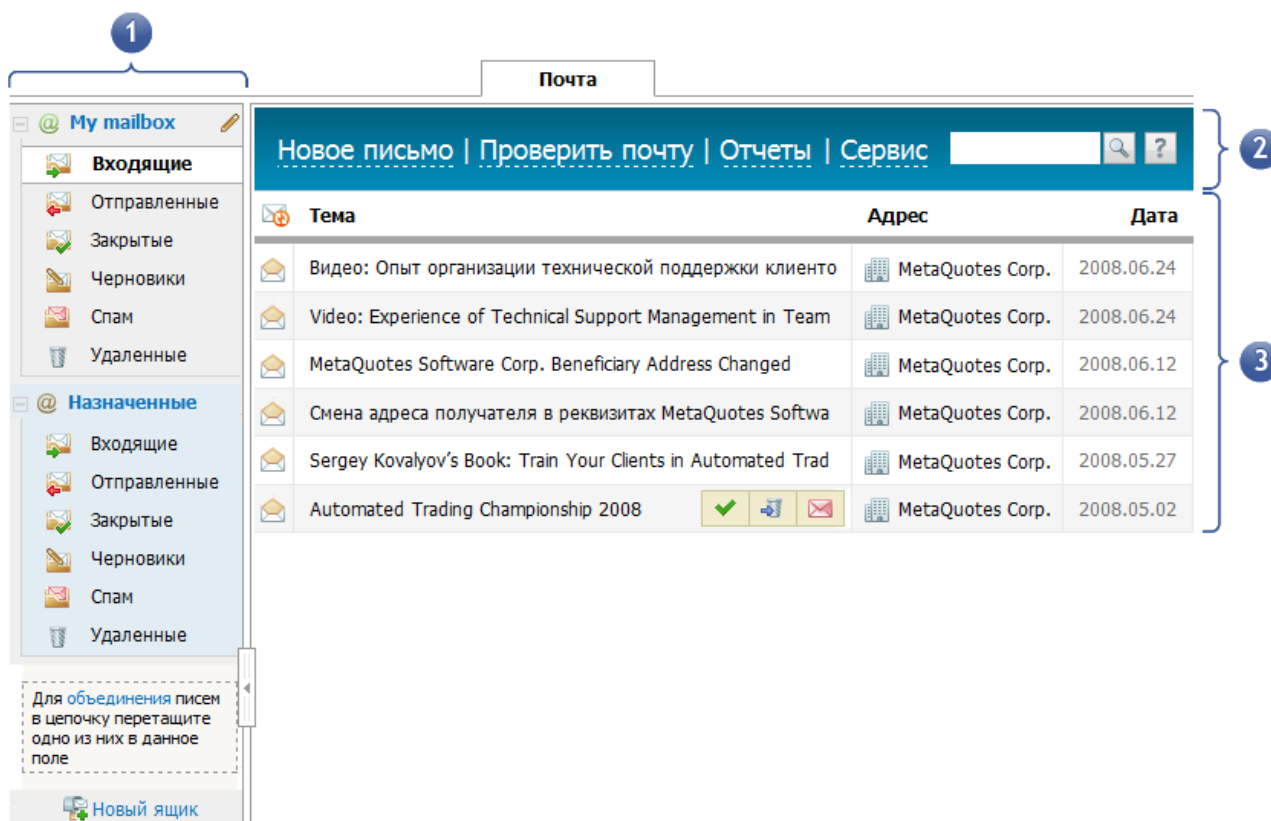 1
Почта
My mailbox
Входящие
Отправленные
Закрытые
Черновики
Спам
Удаленные
Назначенные
Входящие
Отправленные
Закрытые
Черновики
Спам
Удаленные
Для объединения писем
в цепочку перетащите
одно из них в данное
поле
Новый ящик
Новое письмо | Проверить почту | Отчеты | Сервис ?
2
Тема Адрес Дата
Видео: Опыт организации технической поддержки клиенто MetaQuotes Corp. 2008.06.24
Video: Experience of Technical Support Management in Team MetaQuotes Corp. 2008.06.24
MetaQuotes Software Corp. Beneficiary Address Changed MetaQuotes Corp. 2008.06.12
Смена адреса получателя в реквизитах MetaQuotes Softwa MetaQuotes Corp. 2008.06.12
Sergey Kovalyov's Book: Train Your Clients in Automated Trad MetaQuotes Corp. 2008.05.27
Automated Trading Championship 2008 MetaQuotes Corp. 2008.05.02
3